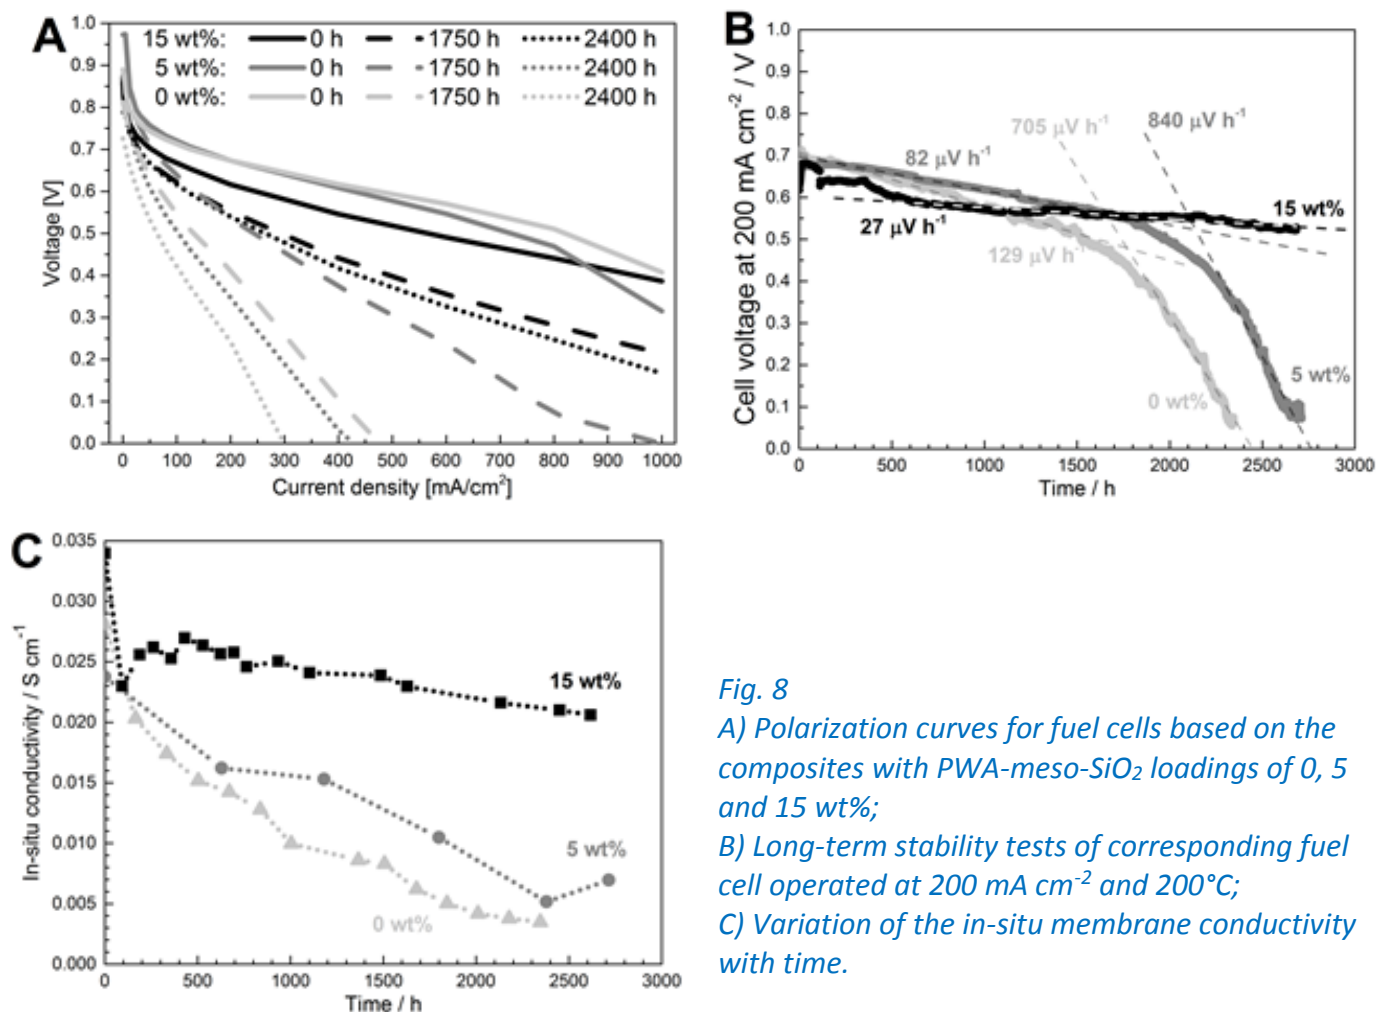 A
15 wt%: 0 h 1750 h 2400 h
5 wt%: 0 h 1750 h 2400 h
0 wt%: 0 h 1750 h 2400 h
Voltage [V]
1.0
0.9
0.8
0.7
0.6
0.5
0.4
0.3
0.2
0.1
0.0
0 100 200 300 400 500 600 700 800 900 1000
Current density [mA/cm²]
B
Cell voltage at 200 mA cm⁻² / V
1.0
0.9
0.8
0.7
0.6
0.5
0.4
0.3
0.2
0.1
0.0
705 µV h⁻¹
840 µV h⁻¹
82 µV h⁻¹
15 wt%
27 µV h⁻¹
129 µV h⁻¹
5 wt%
0 wt%
0 500 1000 1500 2000 2500 3000
Time / h
C
In-situ conductivity / S cm⁻¹
0.035
0.030
0.025
0.020
0.015
0.010
0.005
0.000
15 wt%
5 wt%
0 wt%
0 500 1000 1500 2000 2500 3000
Time / h
Fig. 8
A) Polarization curves for fuel cells based on the
composites with PWA-meso-SiO₂ loadings of 0, 5
and 15 wt%;
B) Long-term stability tests of corresponding fuel
cell operated at 200 mA cm⁻² and 200°C;
C) Variation of the in-situ membrane conductivity
with time.